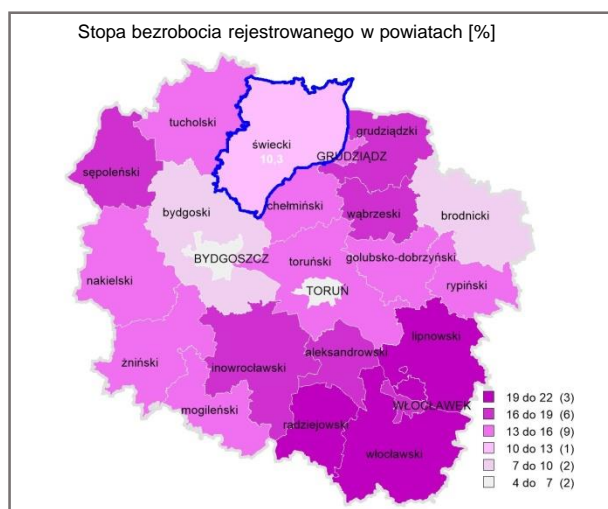 Stopa bezrobocia rejestrowanego w powiatach [%]
tucholski
świecki
10,3
grudziądzki
GRUDZIĄDZ
sępoleński
chełmiński
wąbrzeski
bydgoski
brodnicki
BYDGOSZCZ
toruński
golubsko-dobrzyński
nakielski
TORUŃ
rypiński
lipnowski
żniński
inowrocławski
aleksandrowski
mogileński
WŁOCŁAWEK
radziejowski
włocławski
19 do 22 (3)
16 do 19 (6)
13 do 16 (9)
10 do 13 (1)
7 do 10 (2)
4 do 7 (2)